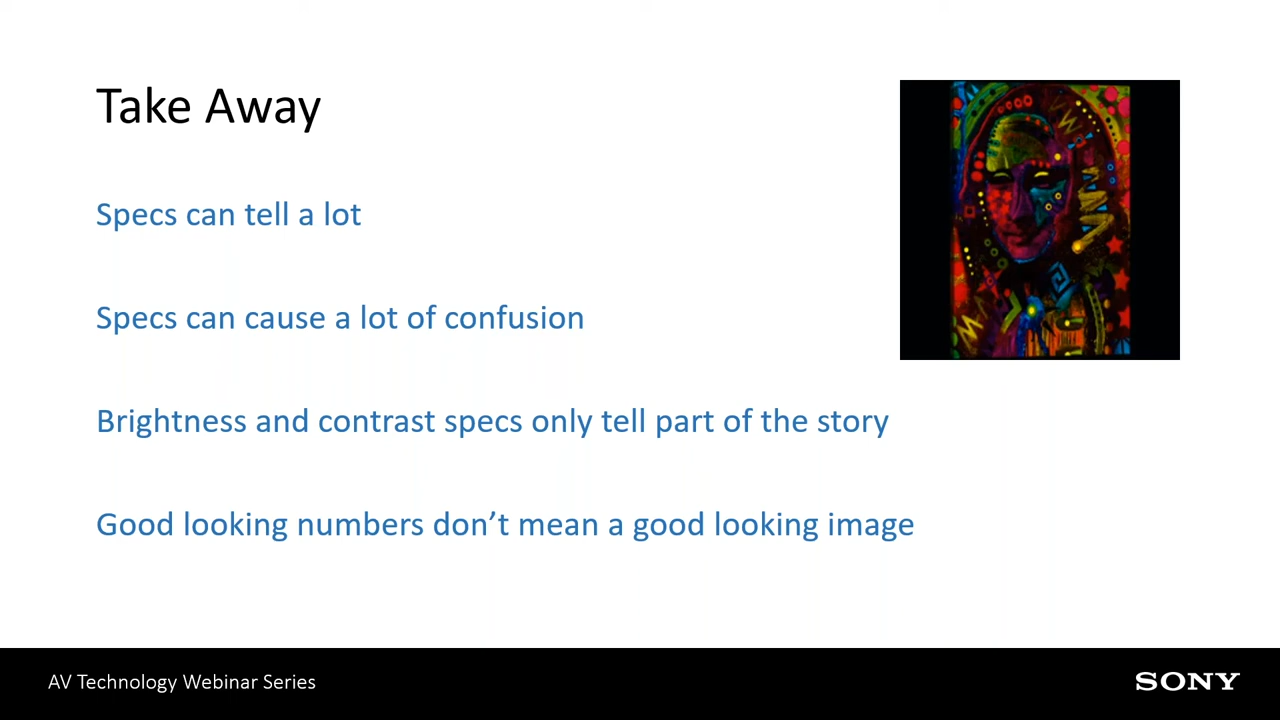 Take Away
Specs can tell a lot
Specs can cause a lot of confusion
Brightness and contrast specs only tell part of the story
Good looking numbers don’t mean a good looking image
AV Technology Webinar Series
SONY